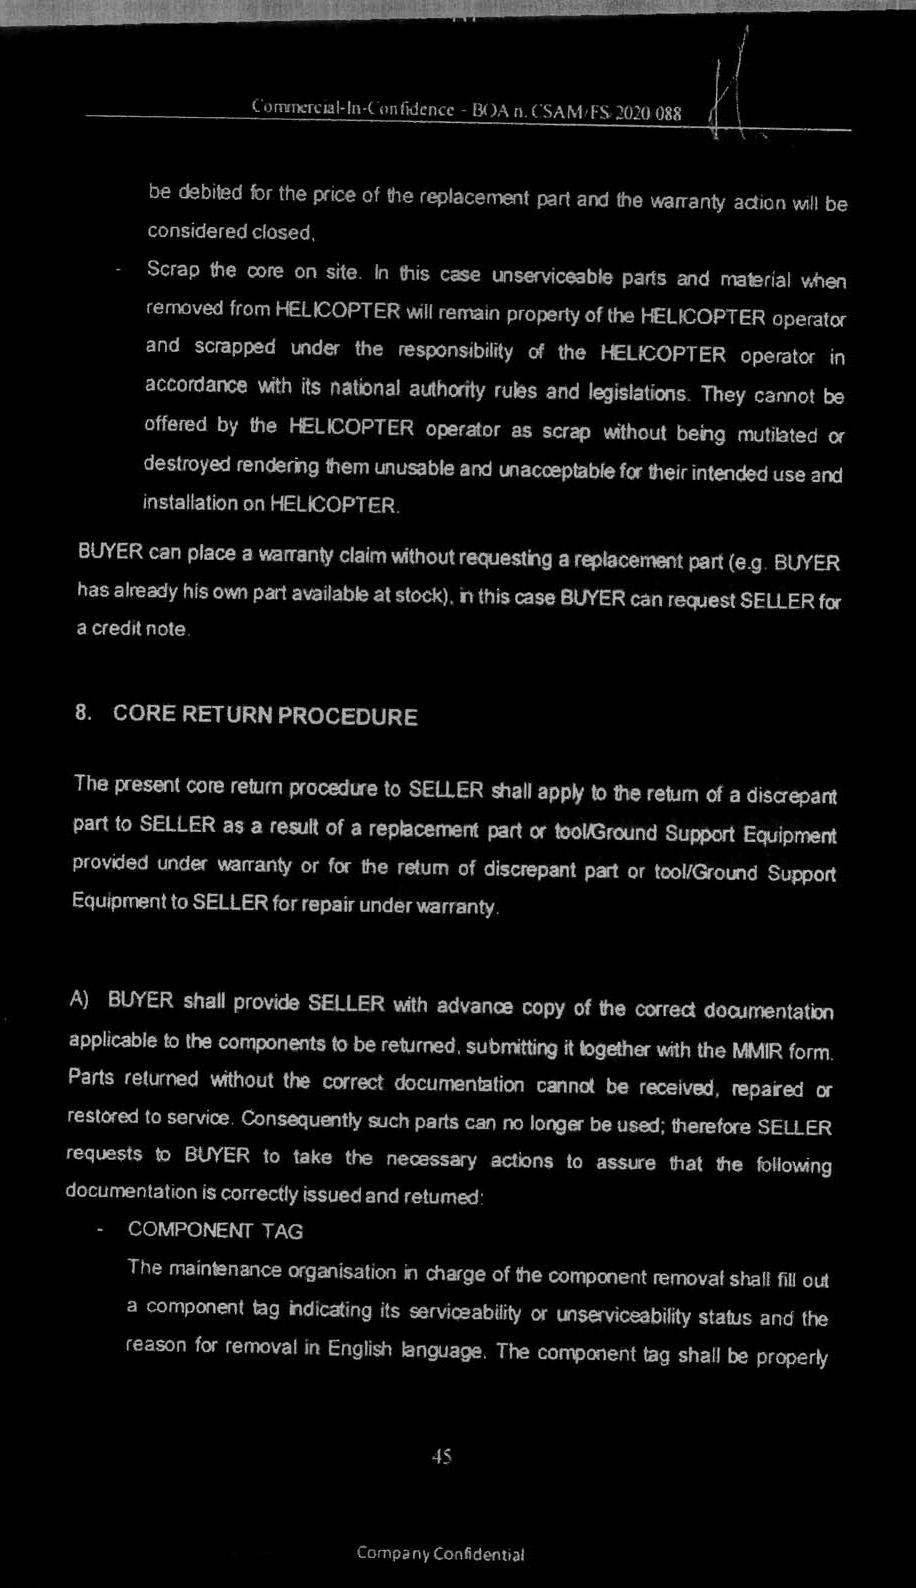 Commercial-In-Confidence - BOA n. CSAM/FS/2020/088
be debited for the price of the replacement part and the warranty action will be
considered closed,
- Scrap the core on site. In this case unserviceable parts and material when
removed from HELICOPTER will remain property of the HELICOPTER operator
and scrapped under the responsibility of the HELICOPTER operator in
accordance with its national authority rules and legislations. They cannot be
offered by the HELICOPTER operator as scrap without being mutilated or
destroyed rendering them unusable and unacceptable for their intended use and
installation on HELICOPTER.
BUYER can place a warranty claim without requesting a replacement part (e.g. BUYER
has already his own part available at stock), in this case BUYER can request SELLER for
a credit note.
8. CORE RETURN PROCEDURE
The present core return procedure to SELLER shall apply to the return of a discrepant
part to SELLER as a result of a replacement part or tool/Ground Support Equipment
provided under warranty or for the return of discrepant part or tool/Ground Support
Equipment to SELLER for repair under warranty.
A) BUYER shall provide SELLER with advance copy of the correct documentation
applicable to the components to be returned, submitting it together with the MMIR form.
Parts returned without the correct documentation cannot be received, repaired or
restored to service. Consequently such parts can no longer be used; therefore SELLER
requests to BUYER to take the necessary actions to assure that the following
documentation is correctly issued and returned:
- COMPONENT TAG
The maintenance organisation in charge of the component removal shall fill out
a component tag indicating its serviceability or unserviceability status and the
reason for removal in English language. The component tag shall be properly
45
Company Confidential